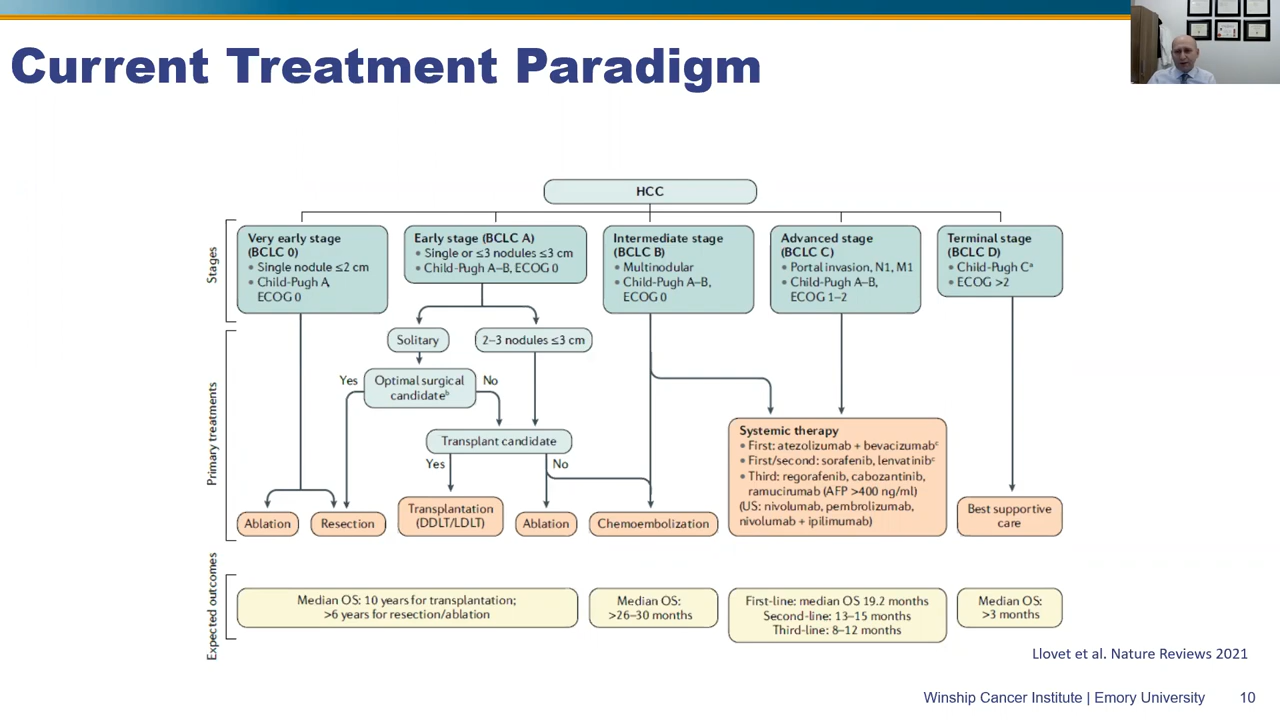 Current Treatment Paradigm
HCC
Stages
Very early stage
(BCLC 0)
• Single nodule ≤2 cm
• Child-Pugh A,
ECOG 0
Early stage (BCLC A)
• Single or ≤3 nodules ≤3 cm
• Child-Pugh A–B, ECOG 0
Intermediate stage
(BCLC B)
• Multinodular
• Child-Pugh A–B,
ECOG 0
Advanced stage
(BCLC C)
• Portal invasion, N1, M1
• Child-Pugh A–B,
ECOG 1–2
Terminal stage
(BCLC D)
• Child-Pugh Cᵃ
• ECOG >2
Primary treatments
Solitary
2–3 nodules ≤3 cm
Yes
Optimal surgical
candidateᵇ
No
Transplant candidate
Yes
No
Ablation
Resection
Transplantation
(DDLT/LDLT)
Ablation
Chemoembolization
Systemic therapy
• First: atezolizumab + bevacizumabᶜ
• First/second: sorafenib, lenvatinibᶜ
• Third: regorafenib, cabozantinib,
ramucirumab (AFP >400 ng/ml)
(US: nivolumab, pembrolizumab,
nivolumab + ipilimumab)
Best supportive
care
Expected outcomes
Median OS: 10 years for transplantation;
>6 years for resection/ablation
Median OS:
>26–30 months
First-line: median OS 19.2 months
Second-line: 13–15 months
Third-line: 8–12 months
Median OS:
>3 months
Llovet et al. Nature Reviews 2021
Winship Cancer Institute | Emory University
10